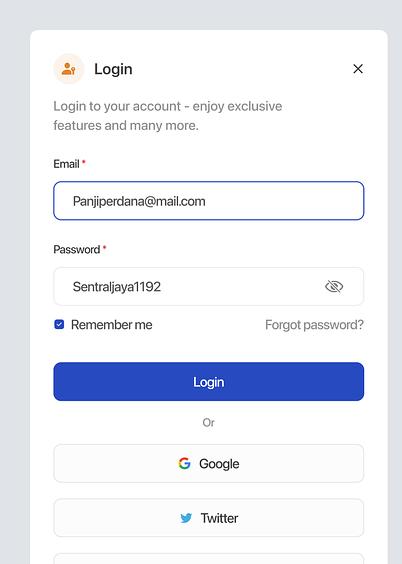 Login
Login to your account - enjoy exclusive
features and many more.
Email *
Panjiperdana@mail.com
Password *
Sentraljaya1192
Remember me
Forgot password?
Login
Or
Google
Twitter